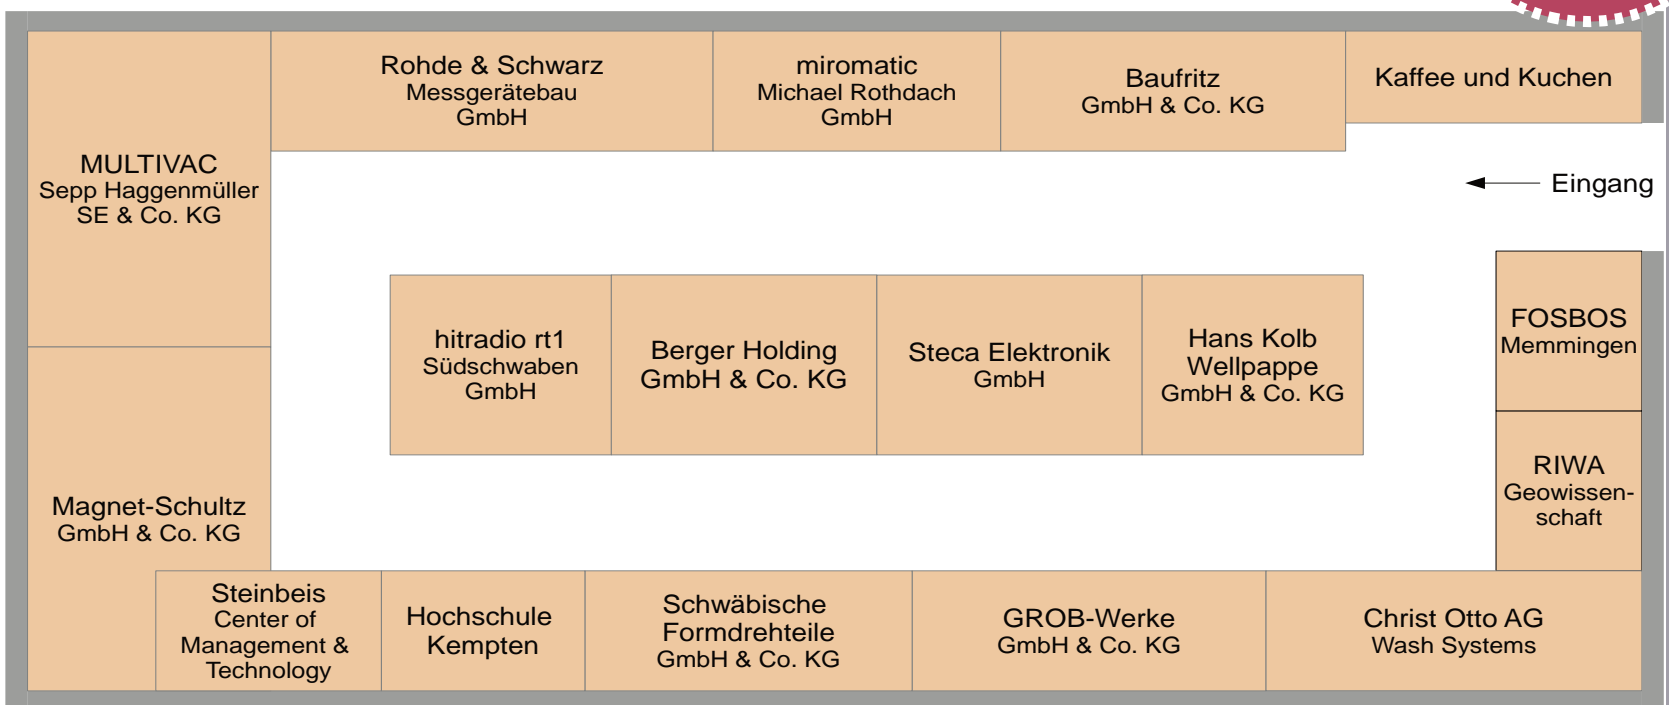 Rohde & Schwarz
Messgerätebau
GmbH
miromatic
Michael Rothdach
GmbH
Baufritz
GmbH & Co. KG
Kaffee und Kuchen
MULTIVAC
Sepp Haggenmüller
SE & Co. KG
Eingang
hitradio rt1
Südschwaben
GmbH
Berger Holding
GmbH & Co. KG
Steca Elektronik
GmbH
Hans Kolb
Wellpappe
GmbH & Co. KG
FOSBOS
Memmingen
RIWA
Geowissen-
schaft
Magnet-Schultz
GmbH & Co. KG
Steinbeis
Center of
Management &
Technology
Hochschule
Kempten
Schwäbische
Formdrehteile
GmbH & Co. KG
GROB-Werke
GmbH & Co. KG
Christ Otto AG
Wash Systems